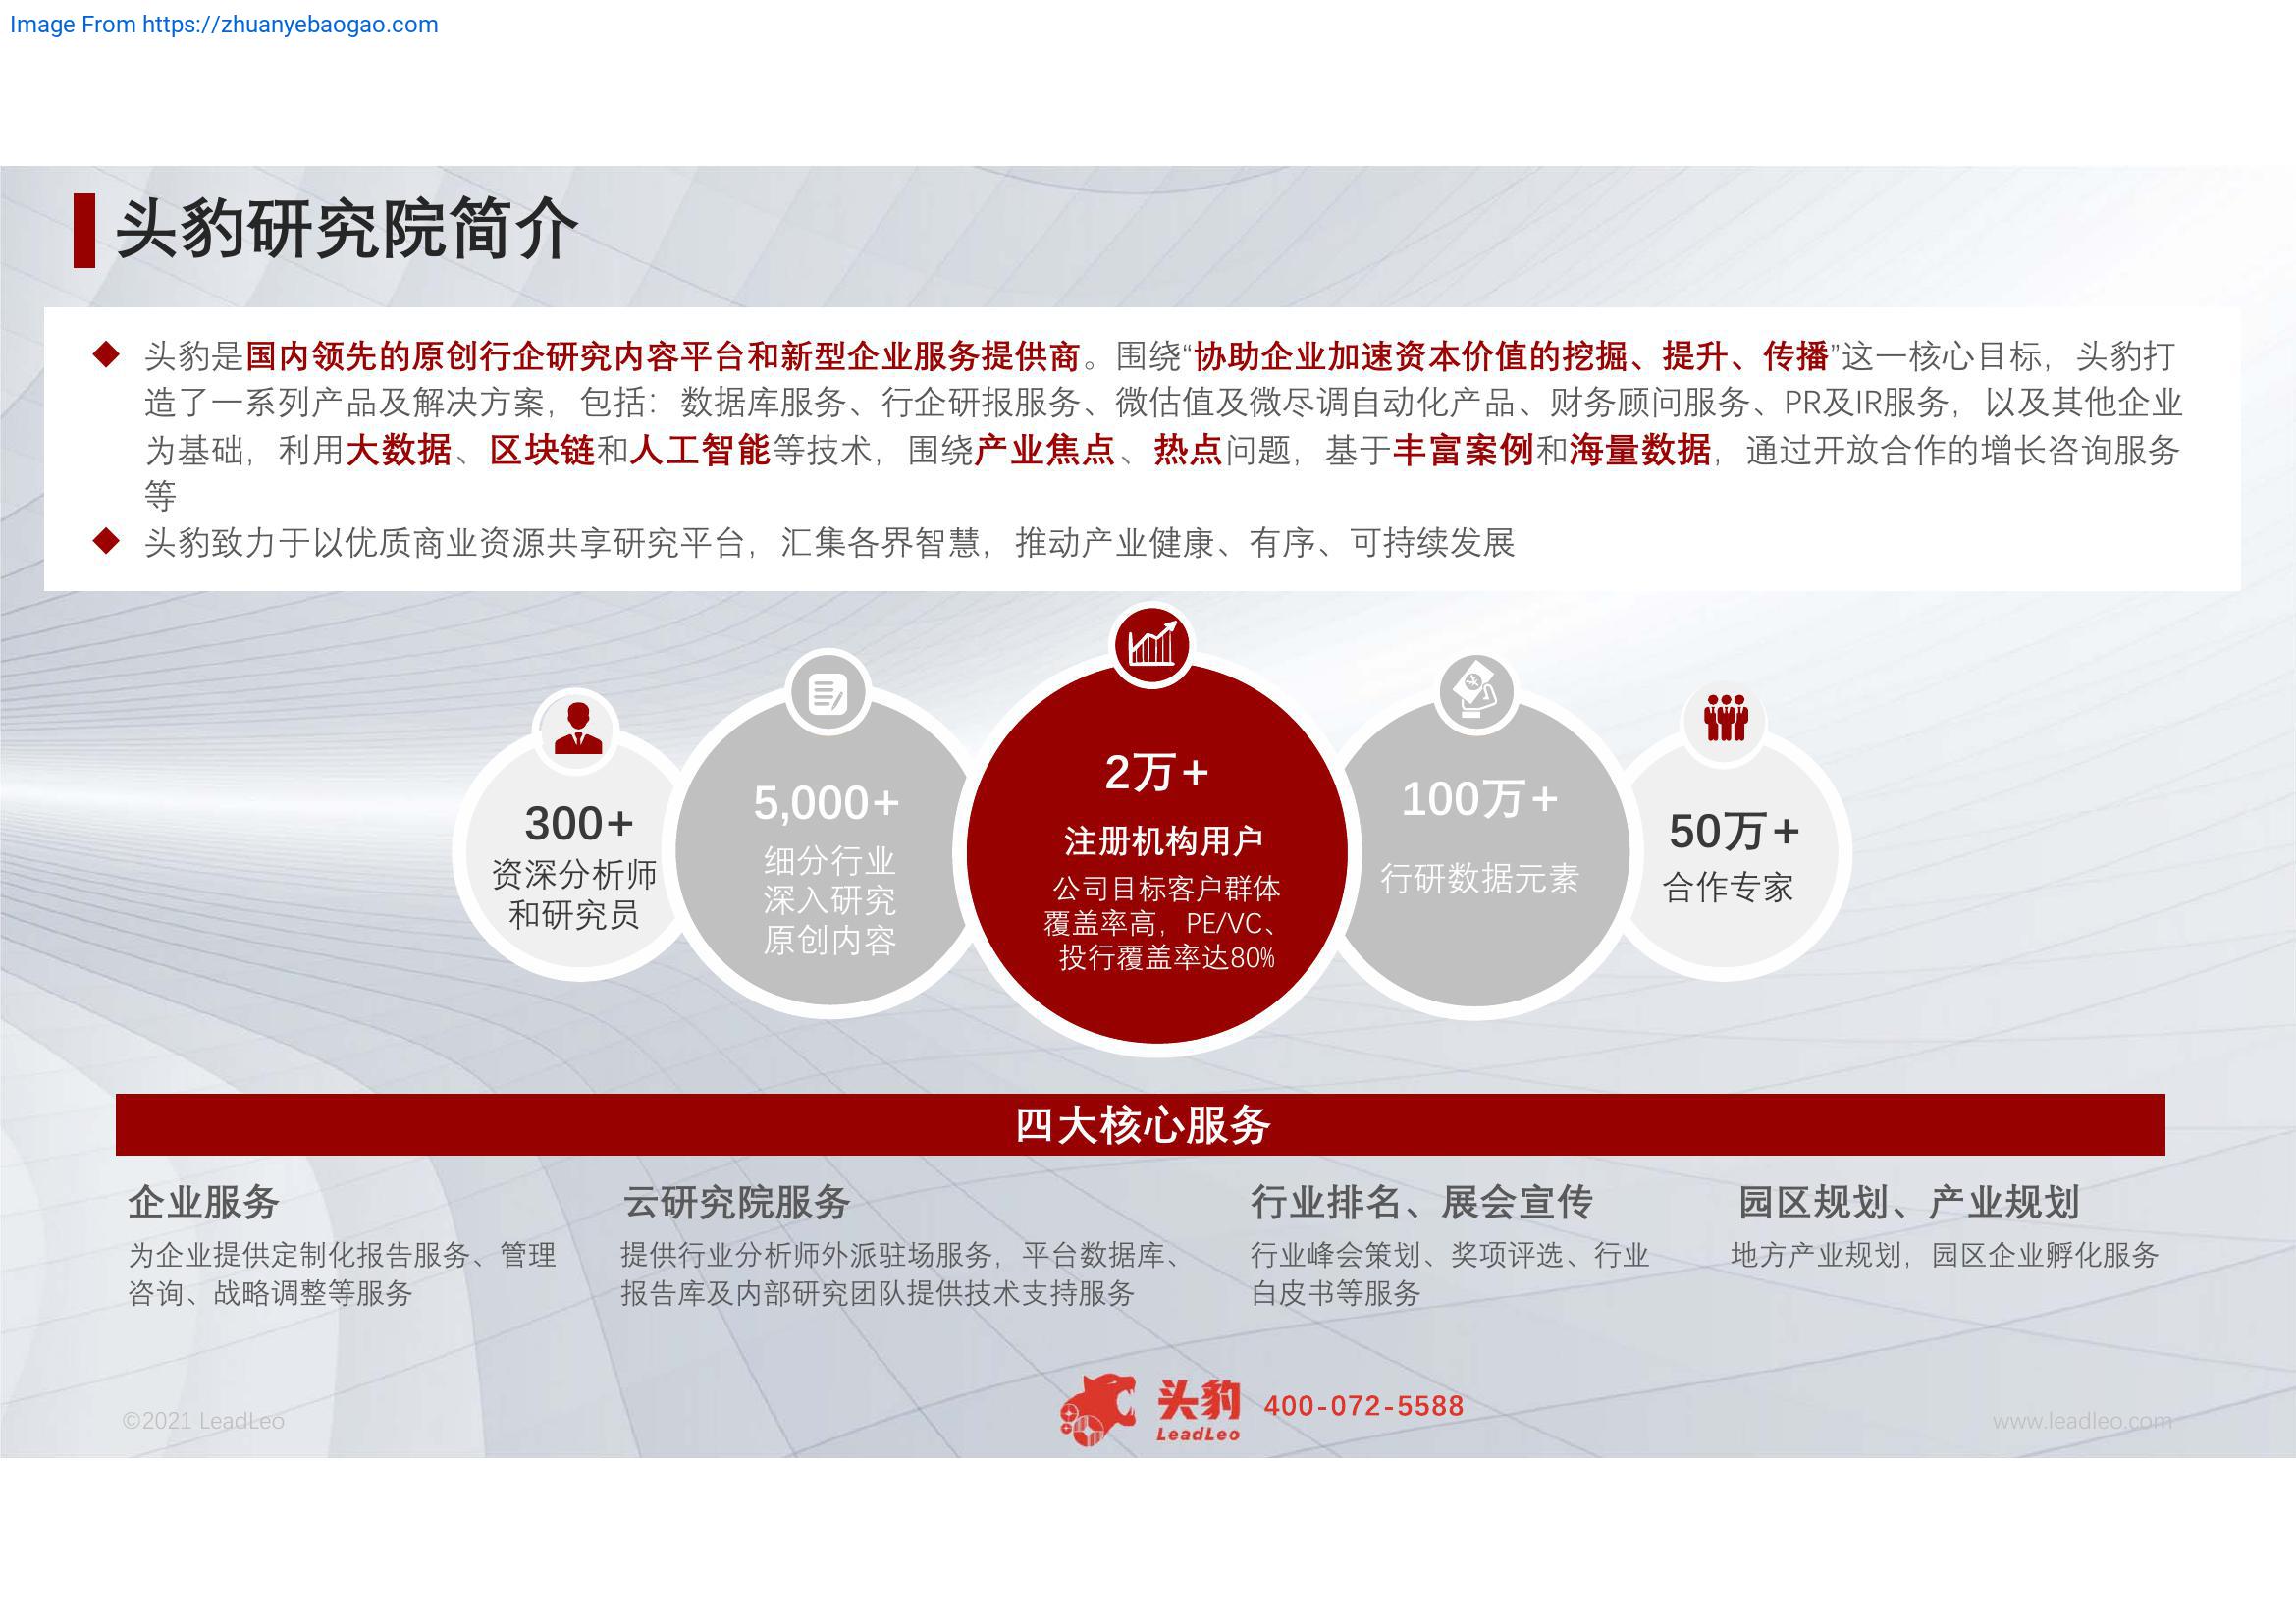 Image From https://zhuanyebaogao.com
头豹研究院简介
头豹是国内领先的原创行企研究内容平台和新型企业服务提供商。围绕“协助企业加速资本价值的挖掘、提升、传播”这一核心目标，头豹打
造了一系列产品及解决方案，包括：数据库服务、行企研报服务、微估值及微尽调自动化产品、财务顾问服务、PR及IR服务，以及其他企业
为基础，利用大数据、区块链和人工智能等技术，围绕产业焦点、热点问题，基于丰富案例和海量数据，通过开放合作的增长咨询服务
等
头豹致力于以优质商业资源共享研究平台，汇集各界智慧，推动产业健康、有序、可持续发展
300+
资深分析师
和研究员
5,000+
细分行业
深入研究
原创内容
2万+
注册机构用户
公司目标客户群体
覆盖率高，PE/VC、
投行覆盖率达80%
100万+
行研数据元素
50万+
合作专家
四大核心服务
企业服务
为企业提供定制化报告服务、管理
咨询、战略调整等服务
云研究院服务
提供行业分析师外派驻场服务，平台数据库、
报告库及内部研究团队提供技术支持服务
行业排名、展会宣传
行业峰会策划、奖项评选、行业
白皮书等服务
园区规划、产业规划
地方产业规划，园区企业孵化服务
©2021 LeadLeo
头豹
LeadLeo
400-072-5588
www.leadleo.com